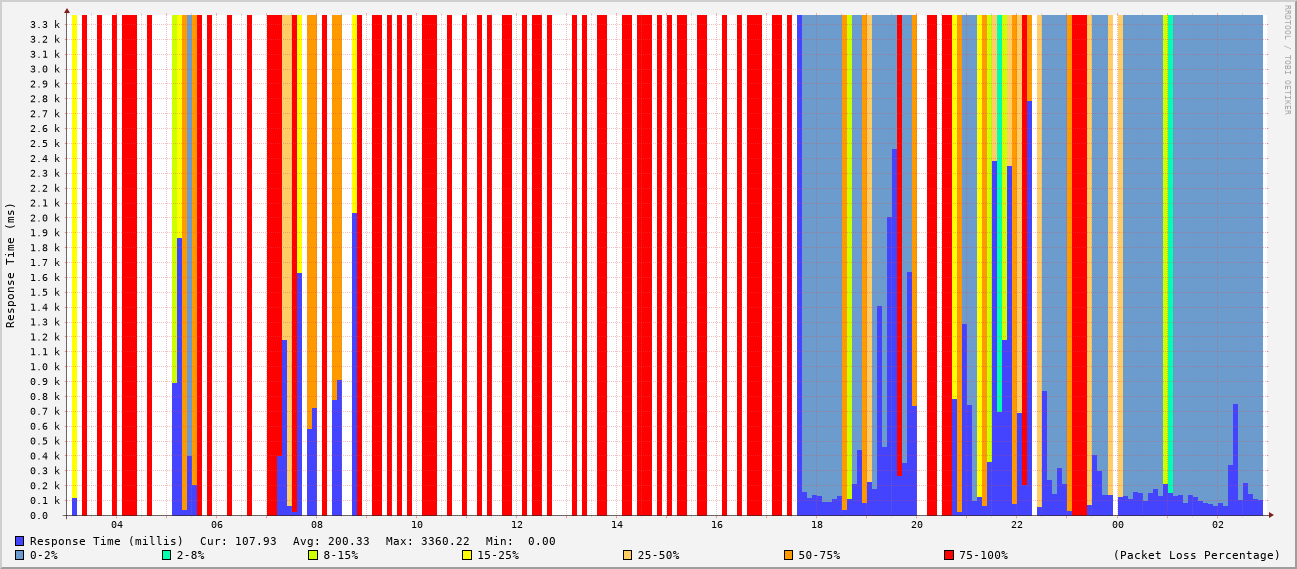 RRDTOOL / TOBI OETIKER
Response Time (ms)
3.3 k
3.2 k
3.1 k
3.0 k
2.9 k
2.8 k
2.7 k
2.6 k
2.5 k
2.4 k
2.3 k
2.2 k
2.1 k
2.0 k
1.9 k
1.8 k
1.7 k
1.6 k
1.5 k
1.4 k
1.3 k
1.2 k
1.1 k
1.0 k
0.9 k
0.8 k
0.7 k
0.6 k
0.5 k
0.4 k
0.3 k
0.2 k
0.1 k
0.0
04 06 08 10 12 14 16 18 20 22 00 02
Response Time (millis) Cur: 107.93 Avg: 200.33 Max: 3360.22 Min: 0.00
0-2% 2-8% 8-15% 15-25% 25-50% 50-75% 75-100% (Packet Loss Percentage)